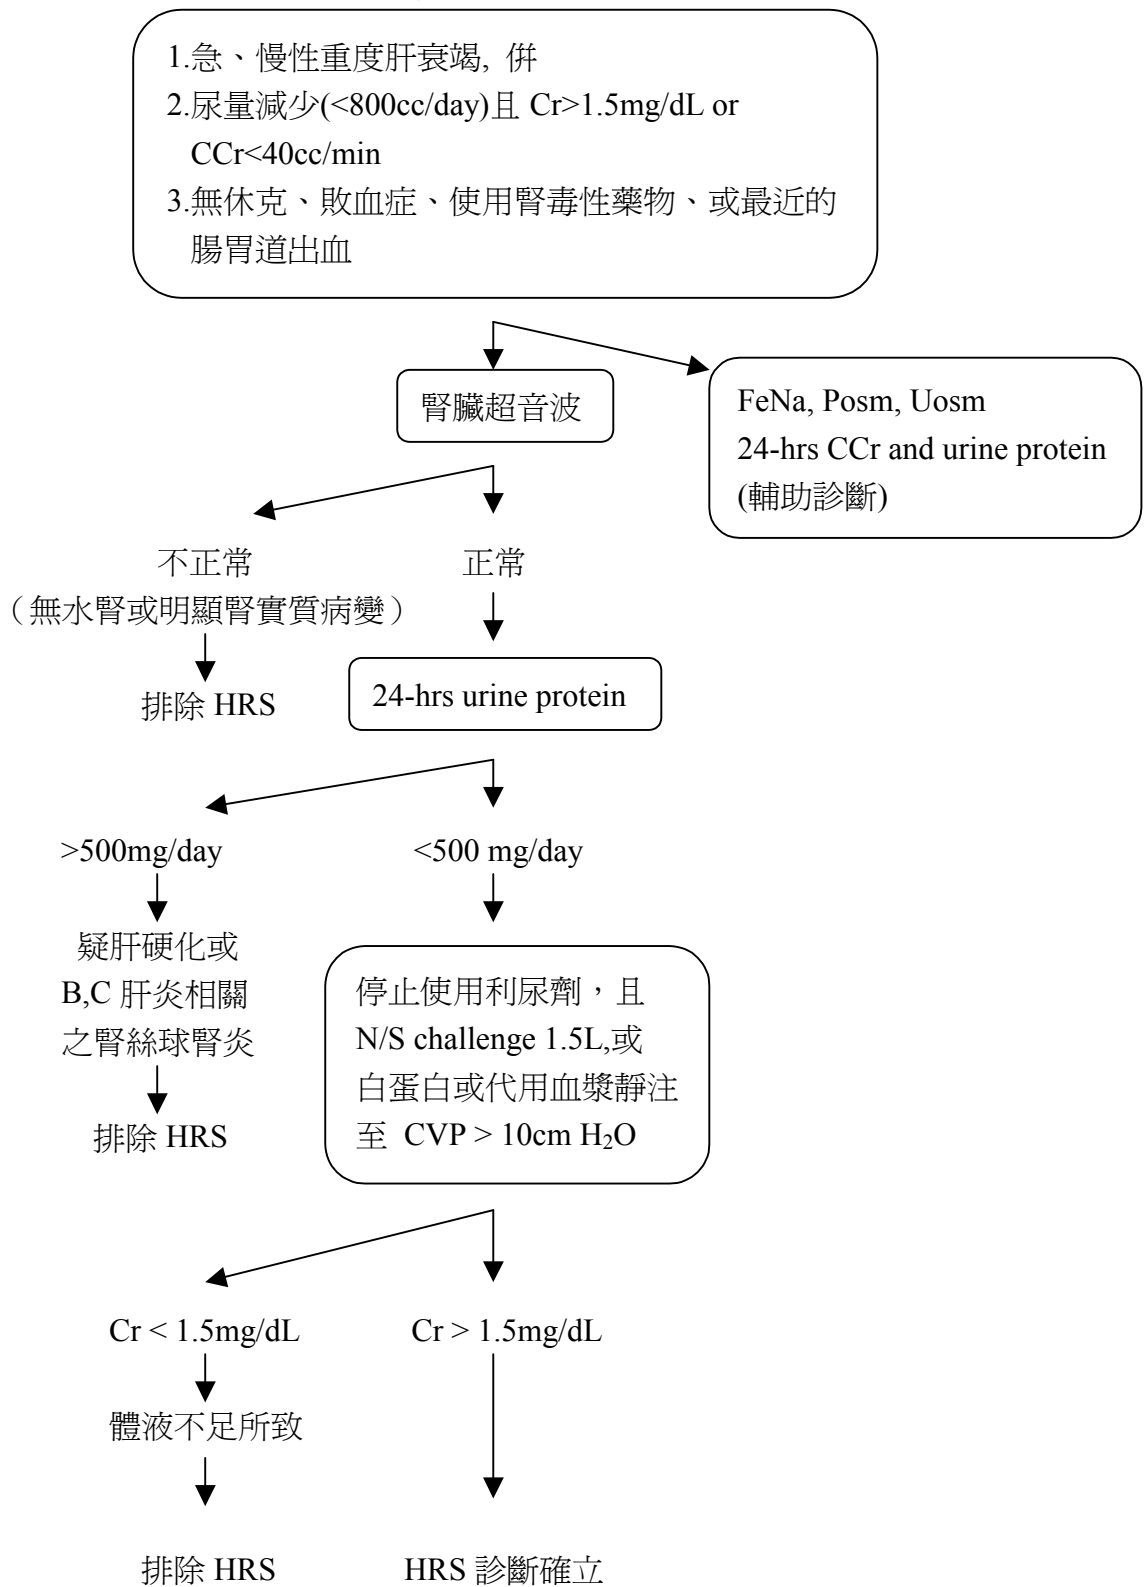 1.急、慢性重度肝衰竭, 併
2.尿量減少(<800cc/day)且 Cr>1.5mg/dL or
CCr<40cc/min
3.無休克、敗血症、使用腎毒性藥物、或最近的
腸胃道出血
腎臟超音波
FeNa, Posm, Uosm
24-hrs CCr and urine protein
(輔助診斷)
不正常
（無水腎或明顯腎實質病變）
排除 HRS
正常
24-hrs urine protein
>500mg/day
疑肝硬化或
B,C 肝炎相關
之腎絲球腎炎
排除 HRS
<500 mg/day
停止使用利尿劑，且
N/S challenge 1.5L,或
白蛋白或代用血漿靜注
至 CVP > 10cm H₂O
Cr < 1.5mg/dL
體液不足所致
排除 HRS
Cr > 1.5mg/dL
HRS 診斷確立